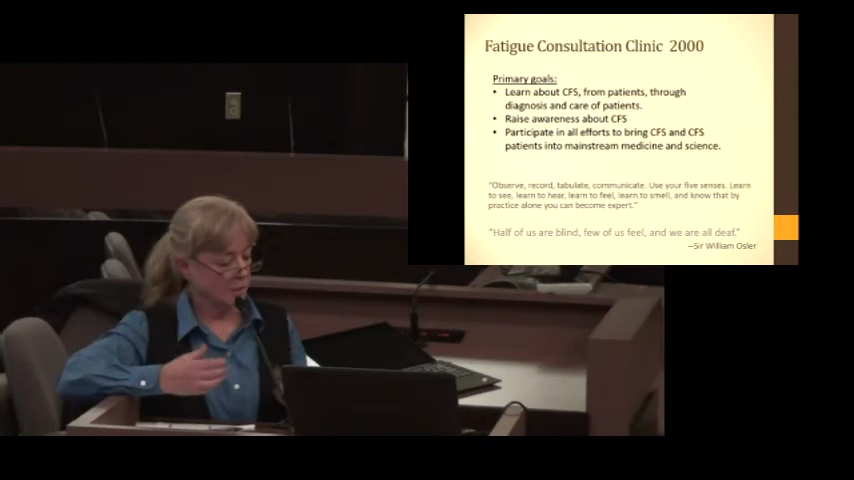 Fatigue Consultation Clinic 2000
Primary goals:
• Learn about CFS, from patients, through
diagnosis and care of patients.
• Raise awareness about CFS
• Participate in all efforts to bring CFS and CFS
patients into mainstream medicine and science.
"Observe, record, tabulate, communicate. Use your five senses. Learn
to see, learn to hear, learn to feel, learn to smell, and know that by
practice alone you can become expert."
"Half of us are blind, few of us feel, and we are all deaf."
—Sir William Osler